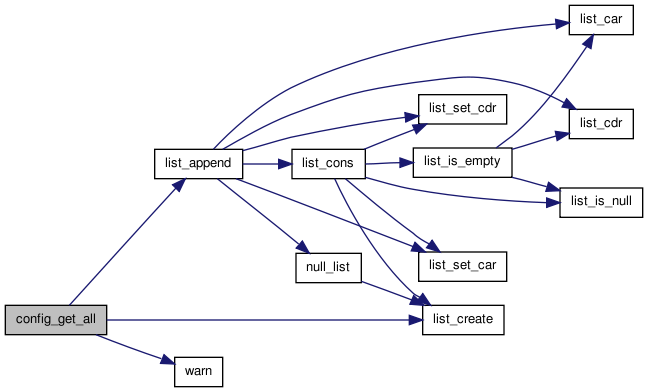 list_car
list_set_cdr
list_cdr
list_append
list_cons
list_is_empty
list_is_null
null_list
list_set_car
config_get_all
list_create
warn